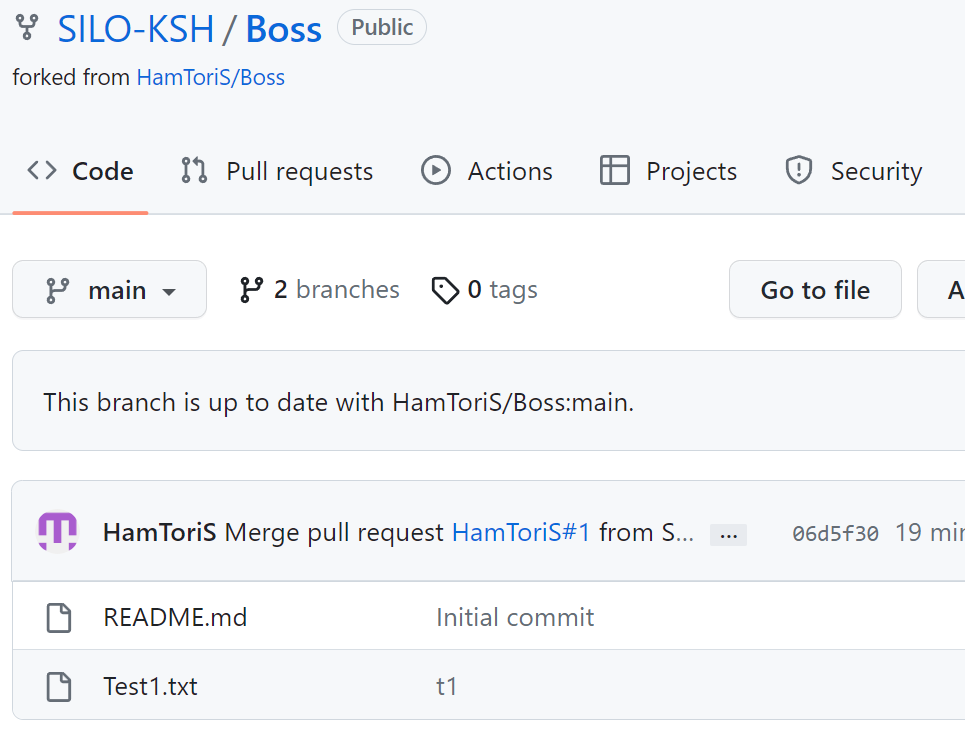 SILO-KSH / Boss Public
forked from HamToriS/Boss
Code Pull requests Actions Projects Security
main 2 branches 0 tags Go to file A
This branch is up to date with HamToriS/Boss:main.
HamToriS Merge pull request HamToriS#1 from S... ... 06d5f30 19 min
README.md Initial commit
Test1.txt t1